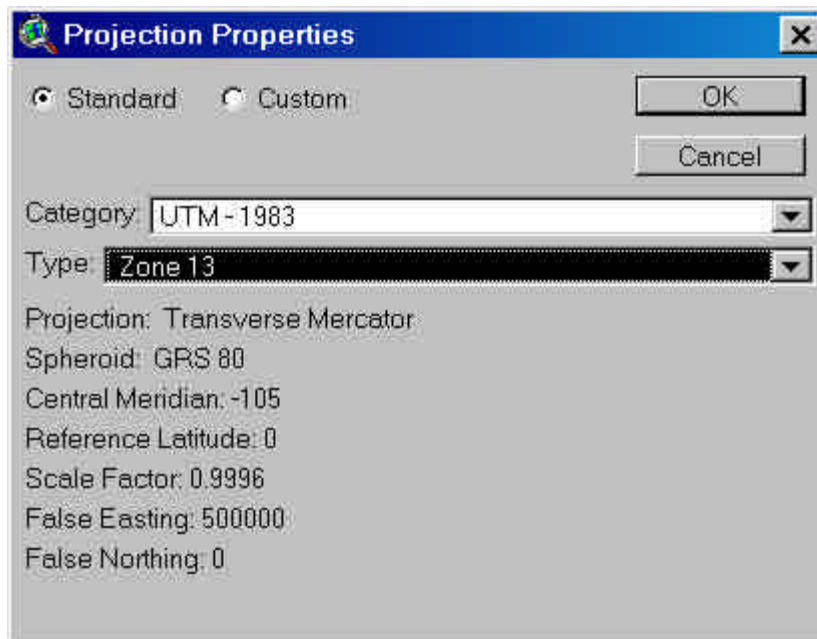 Projection Properties
Standard Custom OK
Cancel
Category: UTM - 1983
Type: Zone 13
Projection: Transverse Mercator
Spheroid: GRS 80
Central Meridian: -105
Reference Latitude: 0
Scale Factor: 0.9996
False Easting: 500000
False Northing: 0